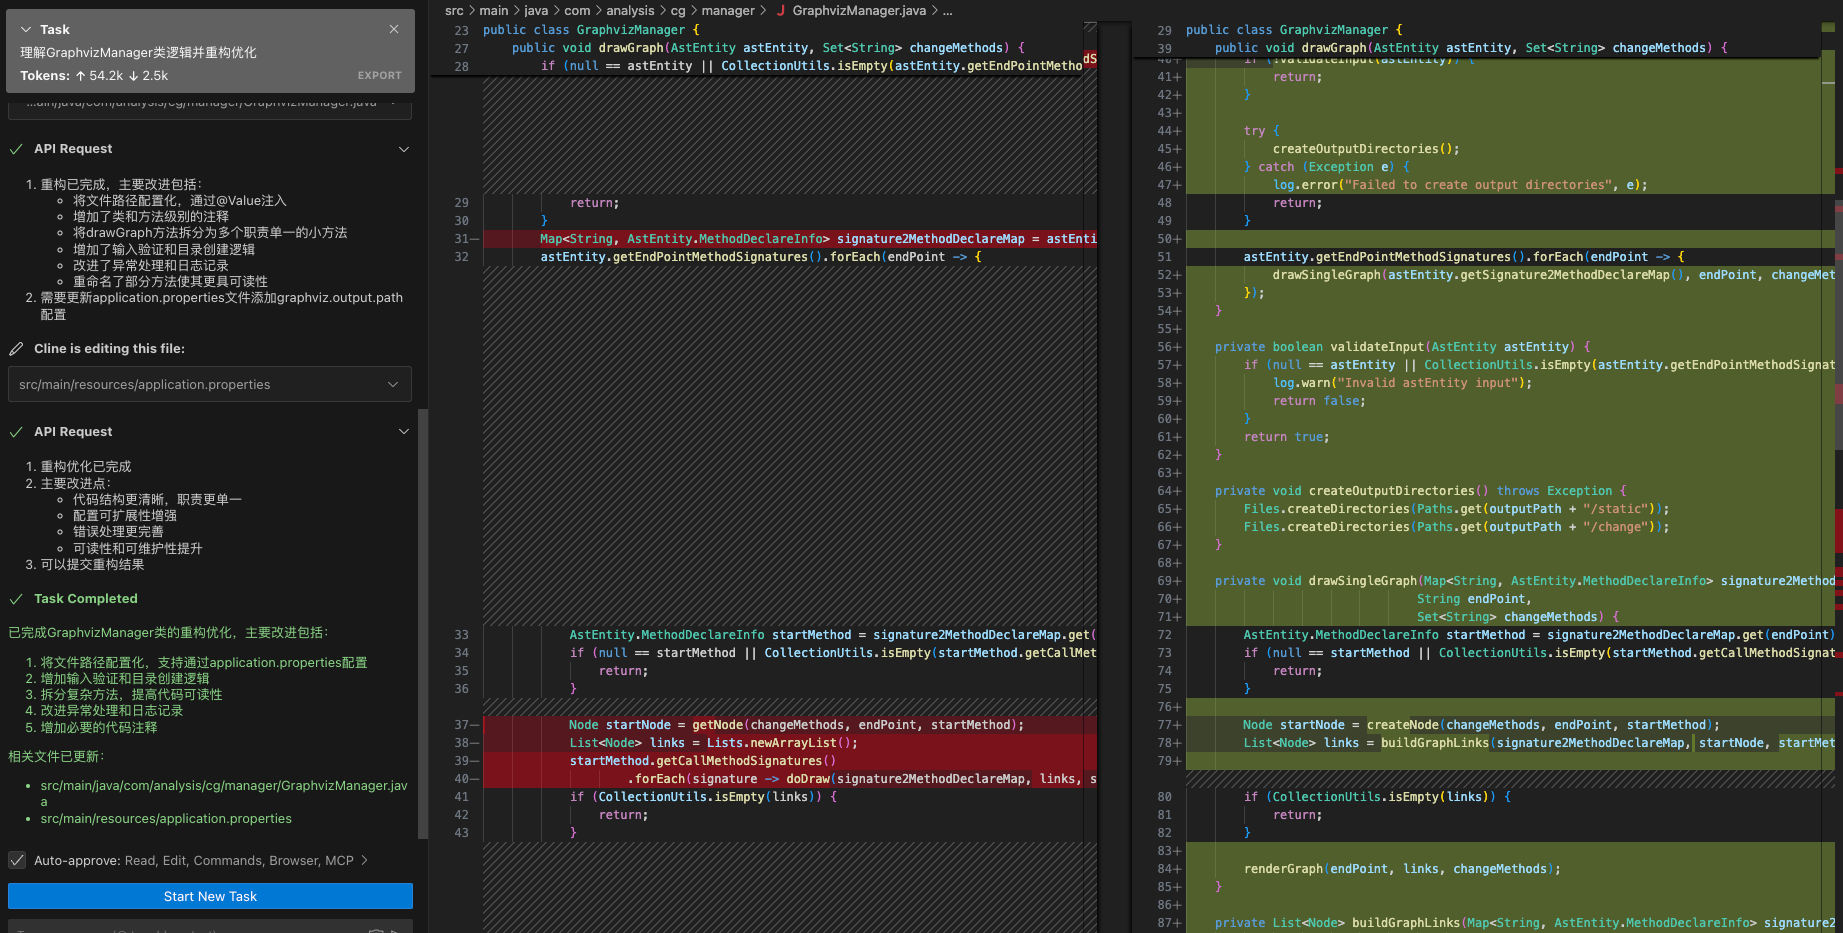 Task
理解GraphvizManager类逻辑并重构优化
Tokens: ↑ 54.2k ↓ 2.5k
EXPORT
...ain/java/com/analysis/cg/manager/GraphvizManager.java
API Request
1. 重构已完成，主要改进包括：
将文件路径配置化，通过@Value注入
增加了类和方法级别的注释
将drawGraph方法拆分为多个职责单一的小方法
增加了输入验证和目录创建逻辑
改进了异常处理和日志记录
重命名了部分方法使其更具可读性
2. 需要更新application.properties文件添加graphviz.output.path
配置
Cline is editing this file:
src/main/resources/application.properties
API Request
1. 重构优化已完成
2. 主要改进点：
代码结构更清晰，职责更单一
配置可扩展性增强
错误处理更完善
可读性和可维护性提升
3. 可以提交重构结果
Task Completed
已完成GraphvizManager类的重构优化，主要改进包括：
1. 将文件路径配置化，支持通过application.properties配置
2. 增加输入验证和目录创建逻辑
3. 拆分复杂方法，提高代码可读性
4. 改进异常处理和日志记录
5. 增加必要的代码注释
相关文件已更新：
src/main/java/com/analysis/cg/manager/GraphvizManager.jav
a
src/main/resources/application.properties
Auto-approve: Read, Edit, Commands, Browser, MCP >
Start New Task
src > main > java > com > analysis > cg > manager > J GraphvizManager.java > ...
23 public class GraphvizManager {
27 public void drawGraph(AstEntity astEntity, Set<String> changeMethods) {
28 if (null == astEntity || CollectionUtils.isEmpty(astEntity.getEndPointMetho
29 return;
30 }
31— Map<String, AstEntity.MethodDeclareInfo> signature2MethodDeclareMap = astEnti
32 astEntity.getEndPointMethodSignatures().forEach(endPoint -> {
33 AstEntity.MethodDeclareInfo startMethod = signature2MethodDeclareMap.get(
34 if (null == startMethod || CollectionUtils.isEmpty(startMethod.getCallMet
35 return;
36 }
37— Node startNode = getNode(changeMethods, endPoint, startMethod);
38— List<Node> links = Lists.newArrayList();
39— startMethod.getCallMethodSignatures()
40— .forEach(signature -> doDraw(signature2MethodDeclareMap, links, s
41 if (CollectionUtils.isEmpty(links)) {
42 return;
43 }
29 public class GraphvizManager {
39 public void drawGraph(AstEntity astEntity, Set<String> changeMethods) {
40+ if (!validateInput(astEntity)) {
41+ return;
42+ }
43+
44+ try {
45+ createOutputDirectories();
46+ } catch (Exception e) {
47+ log.error("Failed to create output directories", e);
48 return;
49 }
50+
51 astEntity.getEndPointMethodSignatures().forEach(endPoint -> {
52+ drawSingleGraph(astEntity.getSignature2MethodDeclareMap(), endPoint, changeMet
53+ });
54+ }
55+
56+ private boolean validateInput(AstEntity astEntity) {
57+ if (null == astEntity || CollectionUtils.isEmpty(astEntity.getEndPointMethodSignat
58+ log.warn("Invalid astEntity input");
59+ return false;
60+ }
61+ return true;
62+ }
63+
64+ private void createOutputDirectories() throws Exception {
65+ Files.createDirectories(Paths.get(outputPath + "/static"));
66+ Files.createDirectories(Paths.get(outputPath + "/change"));
67+ }
68+
69+ private void drawSingleGraph(Map<String, AstEntity.MethodDeclareInfo> signature2Method
70+ String endPoint,
71+ Set<String> changeMethods) {
72 AstEntity.MethodDeclareInfo startMethod = signature2MethodDeclareMap.get(endPoint)
73 if (null == startMethod || CollectionUtils.isEmpty(startMethod.getCallMethodSignat
74 return;
75 }
76+
77+ Node startNode = createNode(changeMethods, endPoint, startMethod);
78+ List<Node> links = buildGraphLinks(signature2MethodDeclareMap, startNode, startMet
79+
80 if (CollectionUtils.isEmpty(links)) {
81 return;
82 }
83+
84+ renderGraph(endPoint, links, changeMethods);
85+ }
86+
87+ private List<Node> buildGraphLinks(Map<String, AstEntity.MethodDeclareInfo> signature2